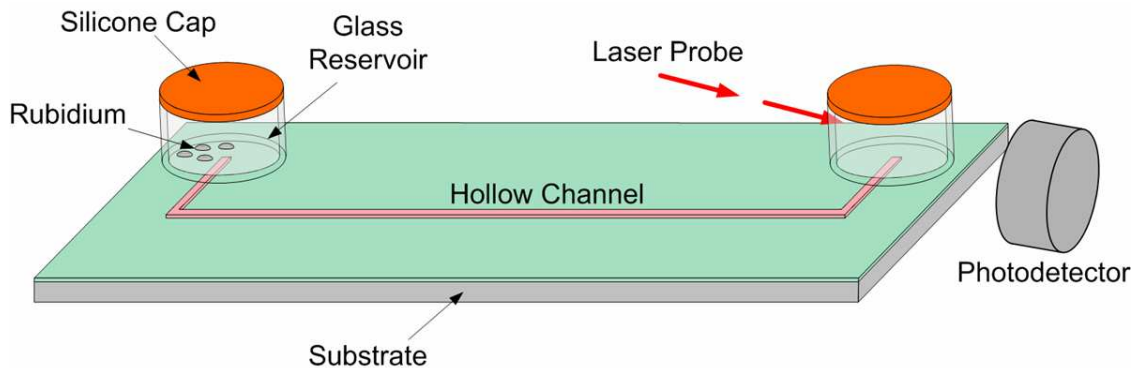 Silicone Cap
Glass
Reservoir
Laser Probe
Rubidium
Hollow Channel
Photodetector
Substrate